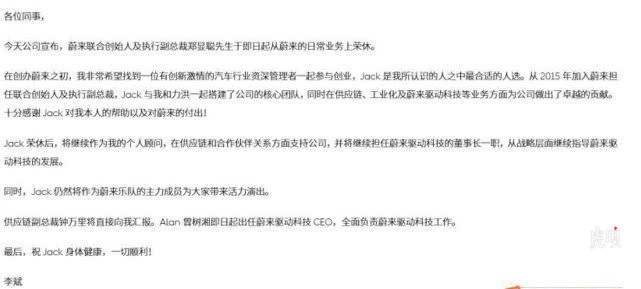 各位同事，
今天公司宣布，蔚来联合创始人及执行副总裁郑显聪先生于即日起从蔚来的日常业务上荣休。
在创办蔚来之初，我非常希望找到一位有创新激情的汽车行业资深管理者一起参与创业，Jack 是我所认识的人之中最合适的人选。从 2015 年加入蔚来担
任联合创始人及执行副总裁，Jack 与我和力洪一起搭建了公司的核心团队，同时在供应链、工业化及蔚来驱动科技等业务方面为公司做出了卓越的贡献。
十分感谢 Jack 对我本人的帮助以及对蔚来的付出！
Jack 荣休后，将继续作为我的个人顾问，在供应链和合作伙伴关系方面支持公司，并将继续担任蔚来驱动科技的董事长一职，从战略层面继续指导蔚来驱
动科技的发展。
同时，Jack 仍然将作为蔚来乐队的主力成员为大家带来活力演出。
供应链副总裁钟万里将直接向我汇报。Alan 曾澍湘即日起出任蔚来驱动科技 CEO，全面负责蔚来驱动科技工作。
最后，祝 Jack 身体健康，一切顺利！
李斌